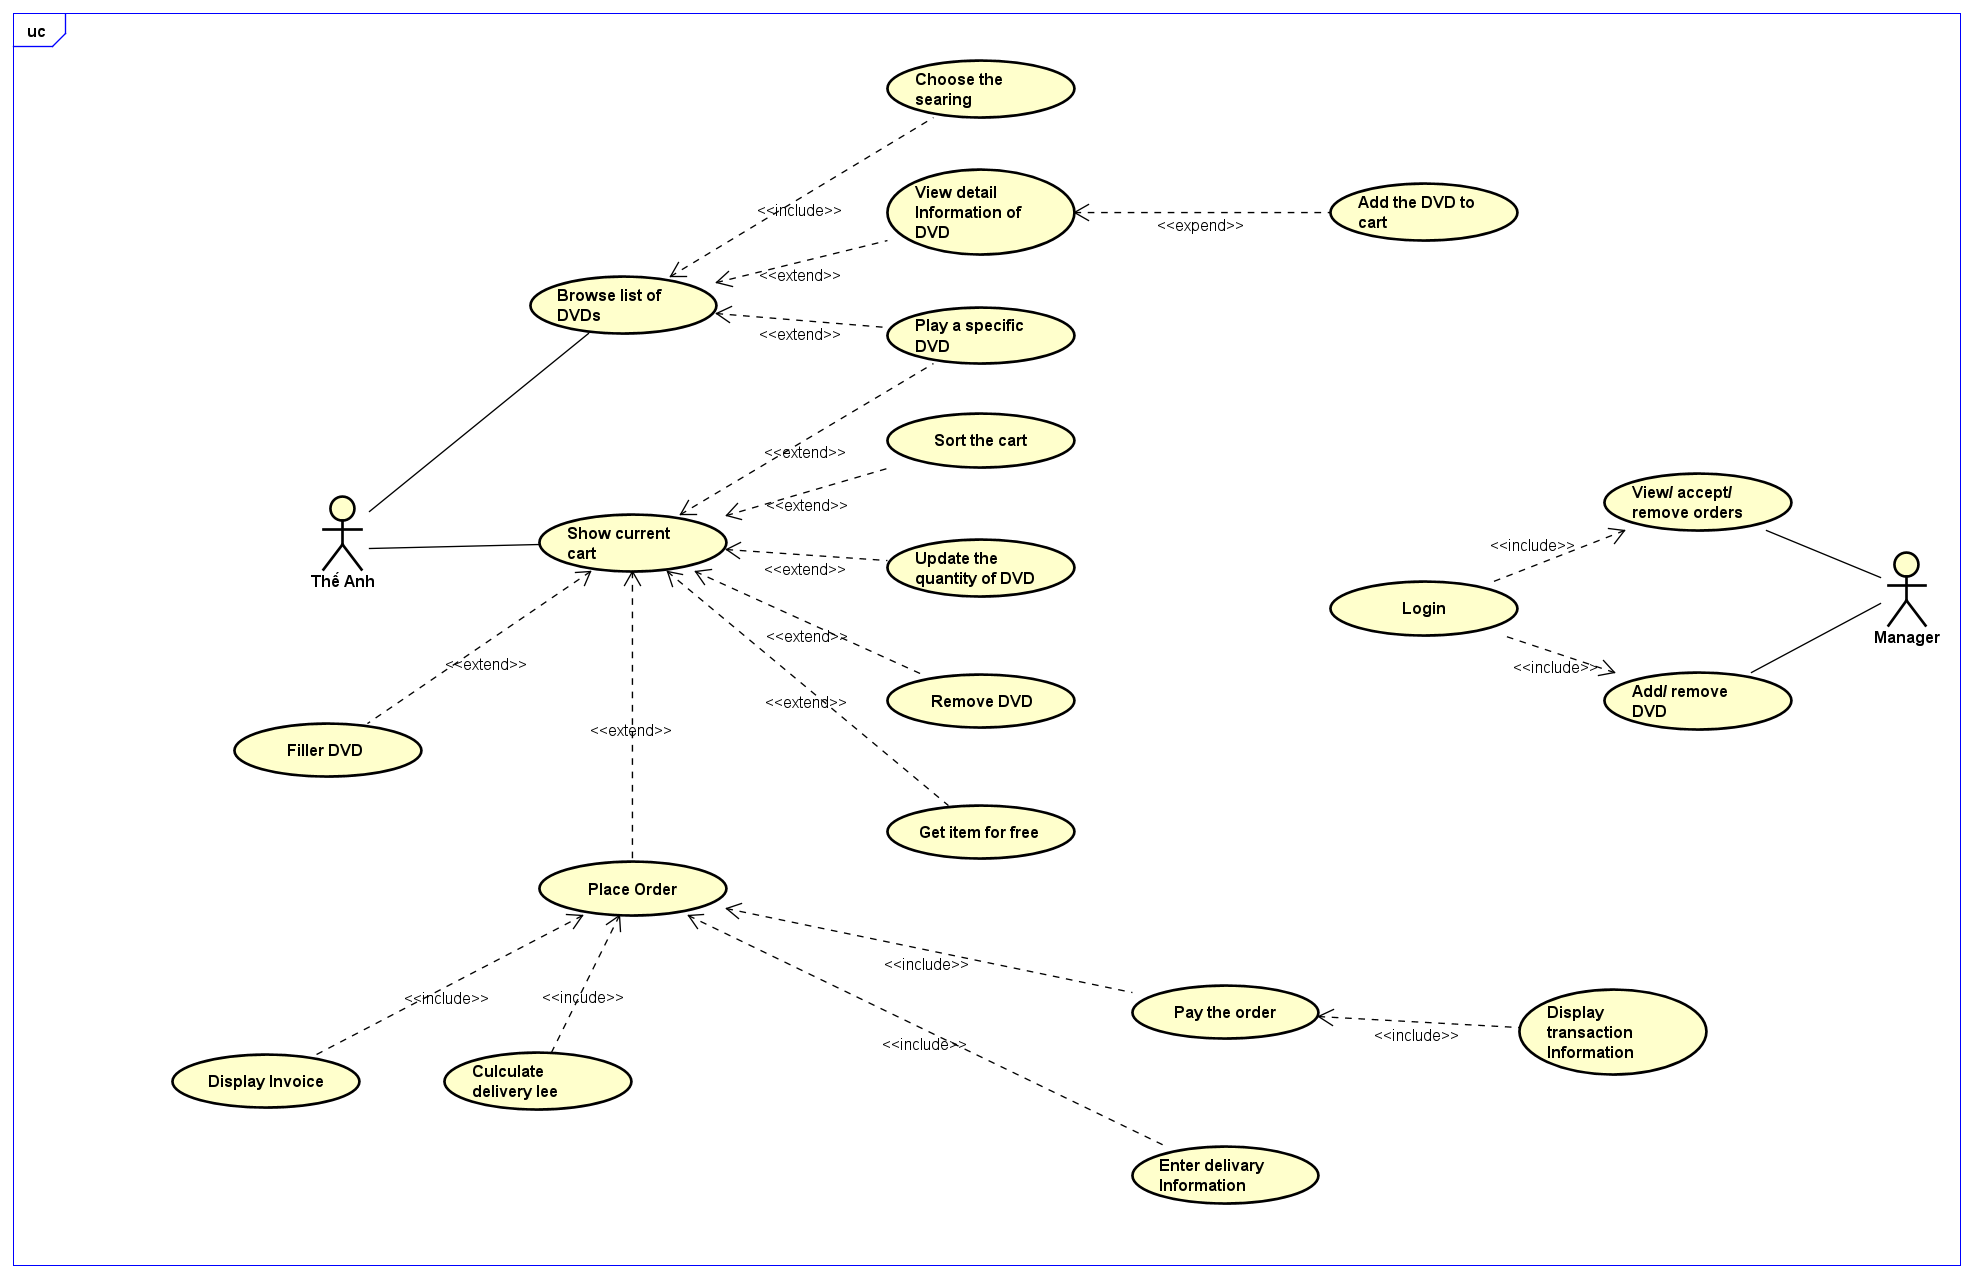 uc
Choose the
searing
View detail
Information of
DVD
<<expend>>
Add the DVD to
cart
<<include>>
<<extend>>
Browse list of
DVDs
Play a specific
DVD
<<extend>>
Sort the cart
<<extend>>
<<extend>>
Thế Anh
Show current
cart
Update the
quantity of DVD
<<extend>>
View/ accept/
remove orders
<<include>>
Login
Manager
<<include>>
Add/ remove
DVD
<<extend>>
<<extend>>
Remove DVD
<<extend>>
<<extend>>
Filler DVD
Get item for free
Place Order
<<include>>
<<include>>
<<incude>>
<<include>>
Pay the order
<<include>>
Display
transaction
Information
Display Invoice
Culculate
delivery lee
Enter delivary
Information